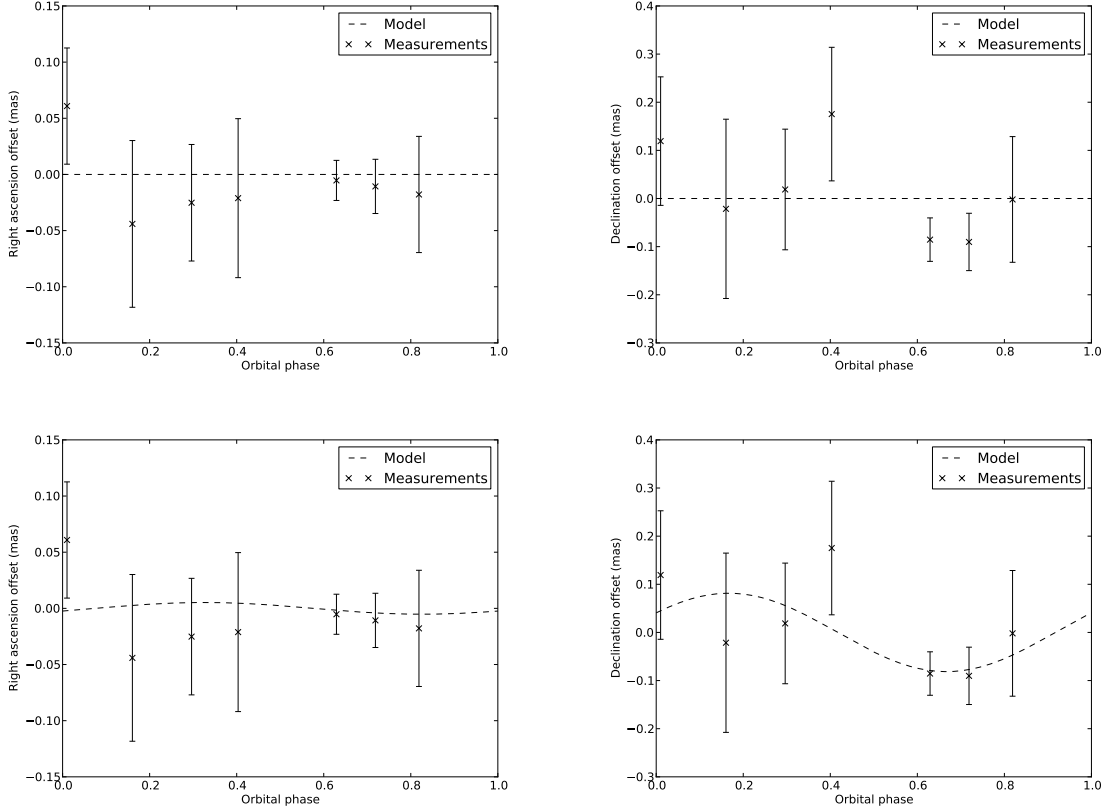 0.15
0.10
0.05
0.00
−0.05
−0.10
−0.15
Right ascension offset (mas)
Model
Measurements
0.0 0.2 0.4 0.6 0.8 1.0
Orbital phase
0.4
0.3
0.2
0.1
0.0
−0.1
−0.2
−0.3
Declination offset (mas)
Model
Measurements
0.0 0.2 0.4 0.6 0.8 1.0
Orbital phase
0.15
0.10
0.05
0.00
−0.05
−0.10
−0.15
Right ascension offset (mas)
Model
Measurements
0.0 0.2 0.4 0.6 0.8 1.0
Orbital phase
0.4
0.3
0.2
0.1
0.0
−0.1
−0.2
−0.3
Declination offset (mas)
Model
Measurements
0.0 0.2 0.4 0.6 0.8 1.0
Orbital phase